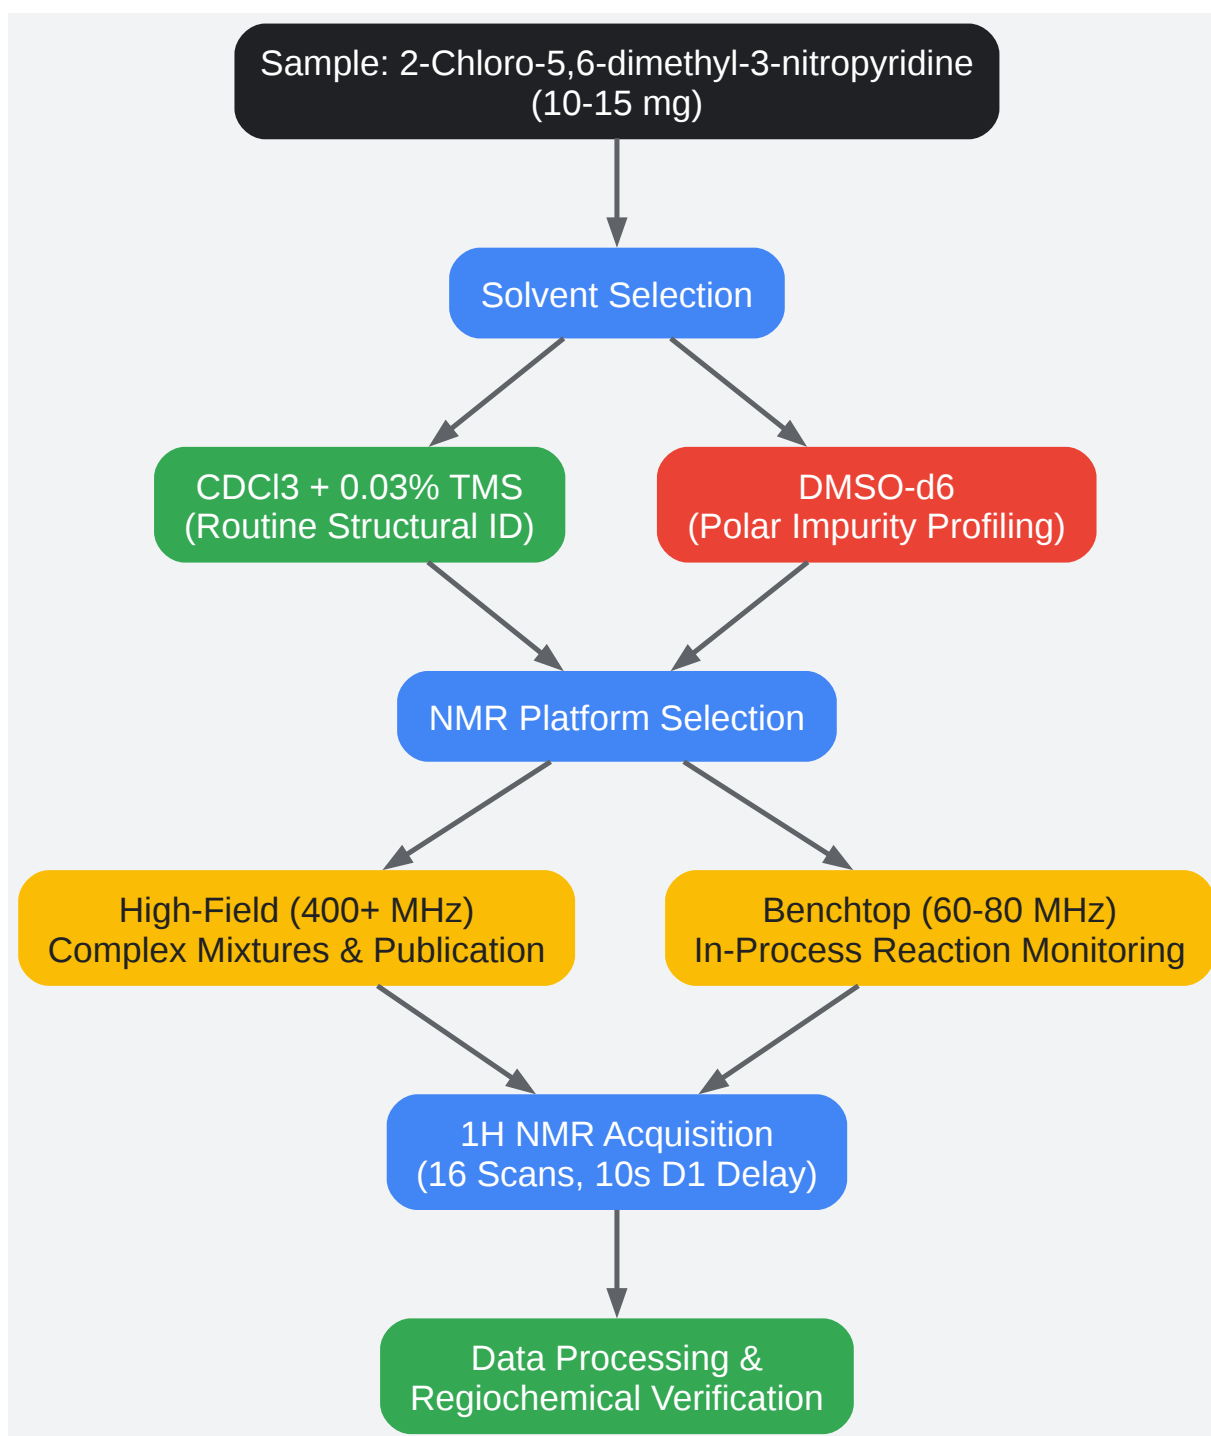 Sample: 2-Chloro-5,6-dimethyl-3-nitropyridine
(10-15 mg)
Solvent Selection
CDCl3 + 0.03% TMS
(Routine Structural ID)
DMSO-d6
(Polar Impurity Profiling)
NMR Platform Selection
High-Field (400+ MHz)
Complex Mixtures & Publication
Benchtop (60-80 MHz)
In-Process Reaction Monitoring
1H NMR Acquisition
(16 Scans, 10s D1 Delay)
Data Processing &
Regiochemical Verification